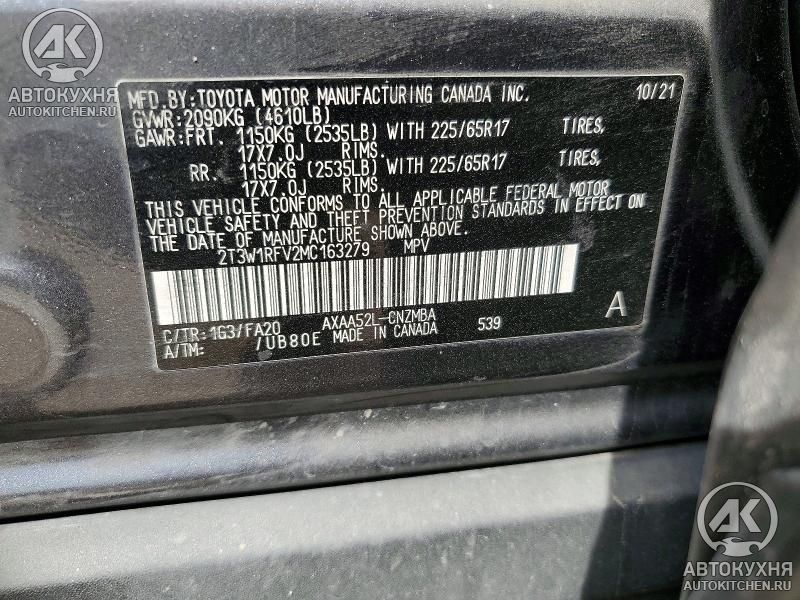 AK
АВТОКУХНЯ
AUTOKITCHEN.RU
MFD.BY:TOYOTA MOTOR MANUFACTURING CANADA INC. 10/21
GVWR:2090KG (4610LB)
GAWR:FRT. 1150KG (2535LB) WITH 225/65R17 TIRES,
17X7.0J RIMS.
RR. 1150KG (2535LB) WITH 225/65R17 TIRES,
17X7.0J RIMS.
THIS VEHICLE CONFORMS TO ALL APPLICABLE FEDERAL MOTOR
VEHICLE SAFETY AND THEFT PREVENTION STANDARDS IN EFFECT ON
THE DATE OF MANUFACTURE SHOWN ABOVE.
2T3W1RFV2MC163279 MPV
C/TR:1G3/FA20 AXAA52L-CNZMBA A
A/TM: /UB80E MADE IN CANADA 539
AK
АВТОКУХНЯ
AUTOKITCHEN.RU